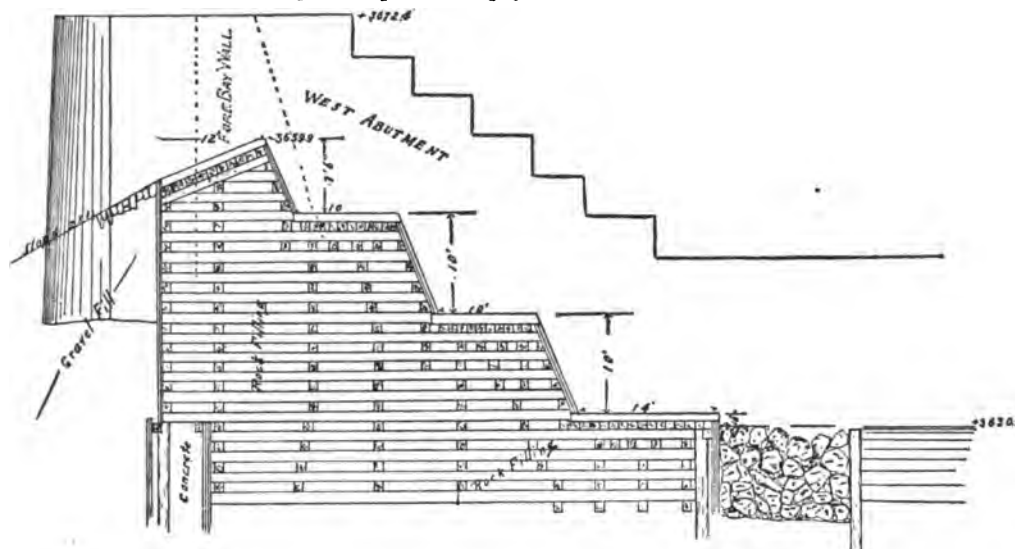 +3672.6
FORE BAY WALL
WEST ABUTMENT
12'
3659.9
7'.6"
10'
Slope
10'
10'
Gravel Fill
Rock Filling
10'
14'
+3630.
Concrete
Rock Filling